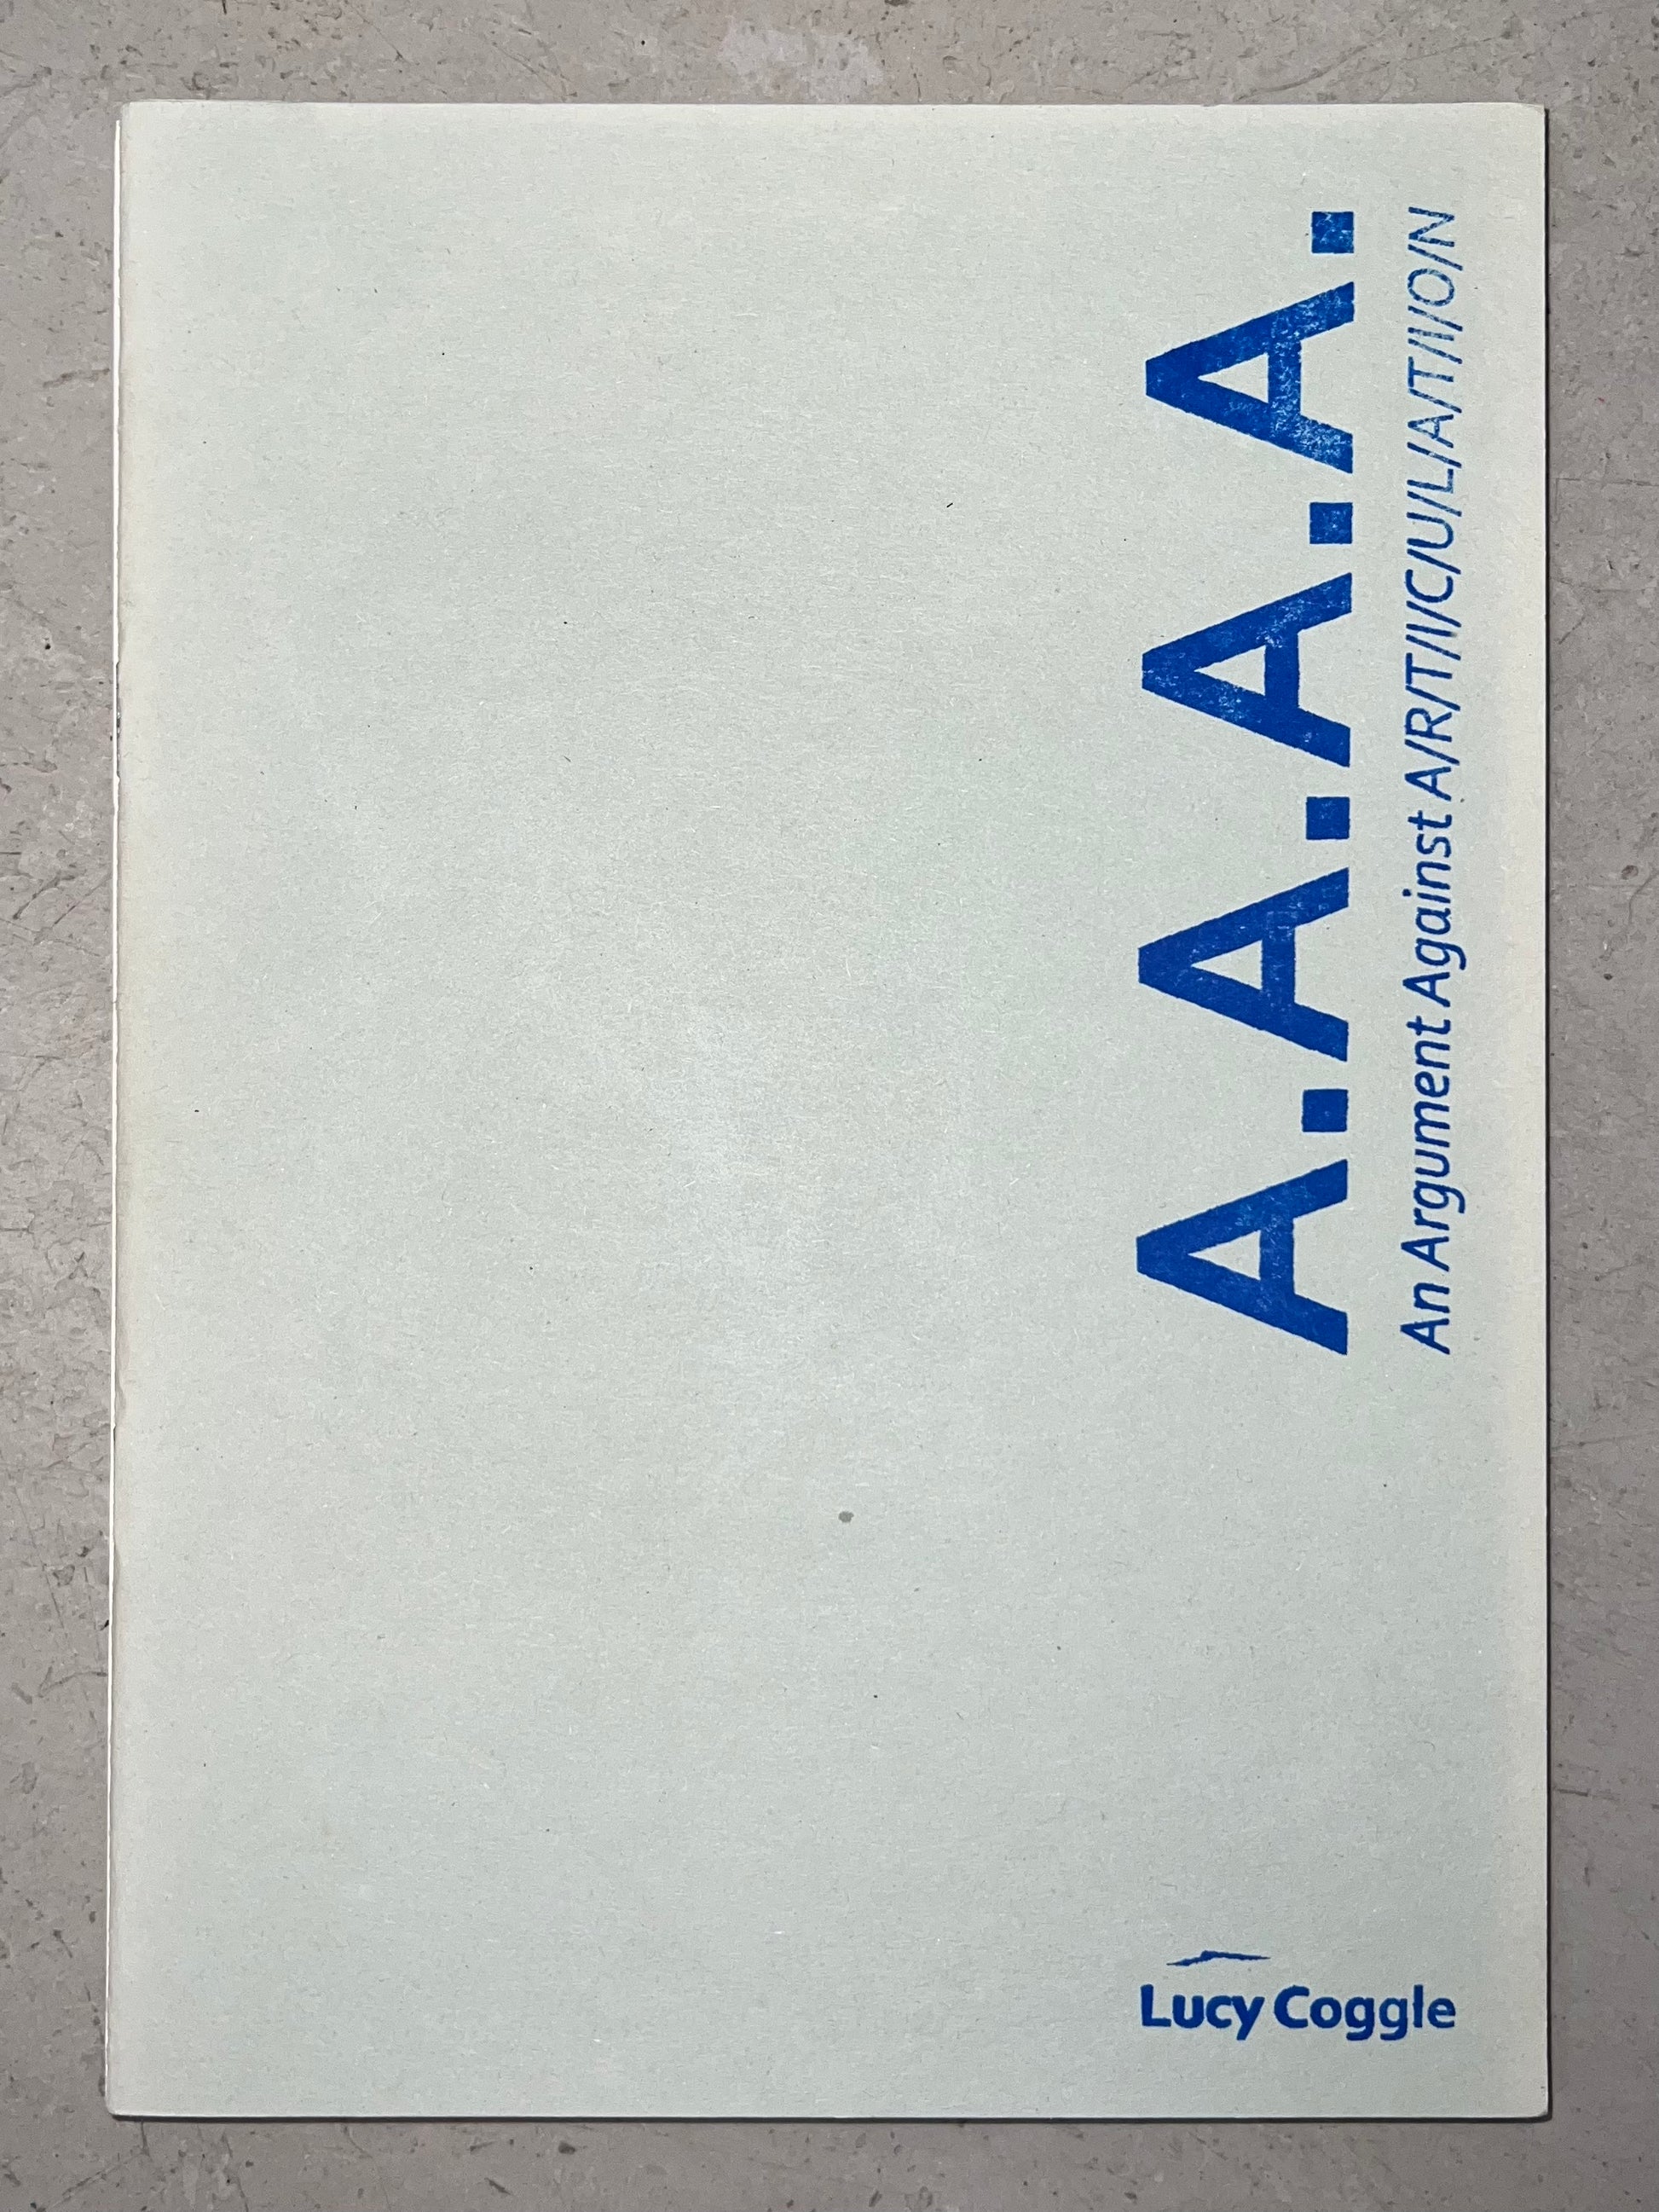 A.A.A.A.
An Argument Against A/R/T/I/C/U/L/A/T/I/O/N
Lucy Coggle